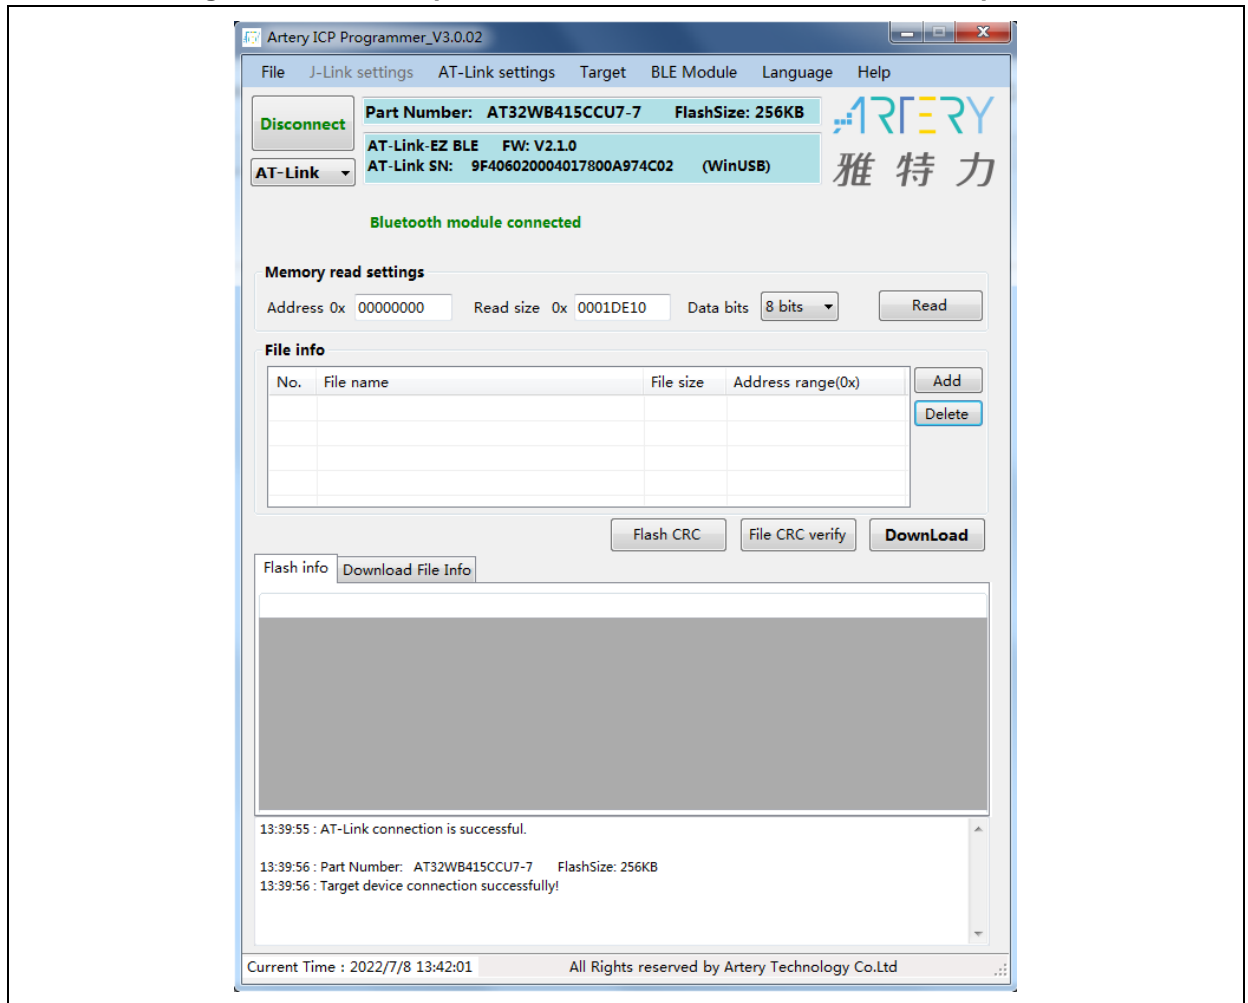 Artery ICP Programmer_V3.0.02
File J-Link settings AT-Link settings Target BLE Module Language Help
Disconnect
Part Number: AT32WB415CCU7-7 FlashSize: 256KB
AT-Link-EZ BLE FW: V2.1.0
AT-Link SN: 9F406020004017800A974C02 (WinUSB)
AT-Link
ARTERY
雅特力
Bluetooth module connected
Memory read settings
Address 0x 00000000 Read size 0x 0001DE10 Data bits 8 bits Read
File info
No. File name File size Address range(0x) Add
Delete
Flash CRC File CRC verify DownLoad
Flash info Download File Info
13:39:55 : AT-Link connection is successful.
13:39:56 : Part Number: AT32WB415CCU7-7 FlashSize: 256KB
13:39:56 : Target device connection successfully!
Current Time : 2022/7/8 13:42:01 All Rights reserved by Artery Technology Co.Ltd